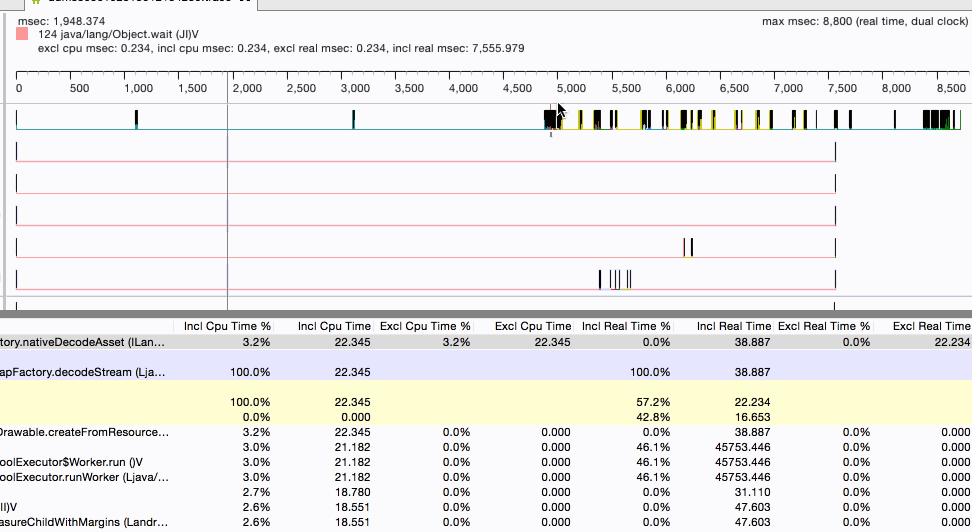 msec: 1,948.374 max msec: 8,800 (real time, dual clock)
124 java/lang/Object.wait (JI)V
excl cpu msec: 0.234, incl cpu msec: 0.234, excl real msec: 0.234, incl real msec: 7,555.979
0 500 1,000 1,500 2,000 2,500 3,000 3,500 4,000 4,500 5,000 5,500 6,000 6,500 7,000 7,500 8,000 8,500
Incl Cpu Time % Incl Cpu Time Excl Cpu Time % Excl Cpu Time Incl Real Time % Incl Real Time Excl Real Time % Excl Real Time
tory.nativeDecodeAsset (ILan... 3.2% 22.345 3.2% 22.345 0.0% 38.887 0.0% 22.234
apFactory.decodeStream (Lja... 100.0% 22.345 100.0% 38.887
100.0% 22.345 57.2% 22.234
0.0% 0.000 42.8% 16.653
Drawable.createFromResource... 3.2% 22.345 0.0% 0.000 0.0% 38.887 0.0% 0.000
3.0% 21.182 0.0% 0.000 46.1% 45753.446 0.0% 0.000
oolExecutor$Worker.run ()V 3.0% 21.182 0.0% 0.000 46.1% 45753.446 0.0% 0.000
oolExecutor.runWorker (Ljava/... 3.0% 21.182 0.0% 0.000 46.1% 45753.446 0.0% 0.000
2.7% 18.780 0.0% 0.000 0.0% 31.110 0.0% 0.000
II)V 2.6% 18.551 0.0% 0.000 0.0% 47.603 0.0% 0.000
asureChildWithMargins (Landr... 2.6% 18.551 0.0% 0.000 0.0% 47.603 0.0% 0.000